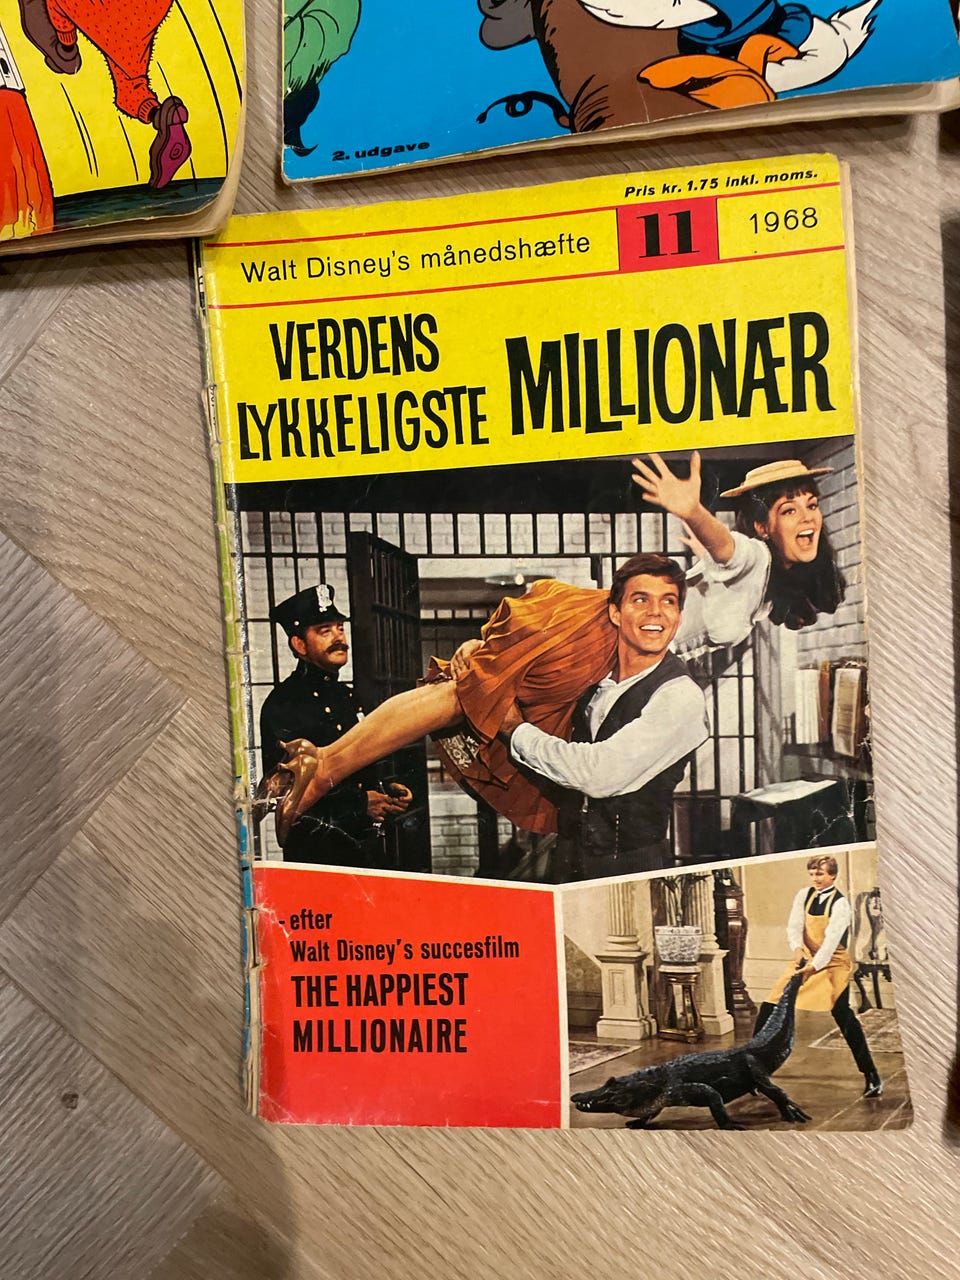 2. udgave
Pris kr. 1.75 inkl. moms.
Walt Disney's månedshæfte 11 1968
VERDENS
LYKKELIGSTE MILLIONÆR
- efter
Walt Disney's succesfilm
THE HAPPIEST
MILLIONAIRE